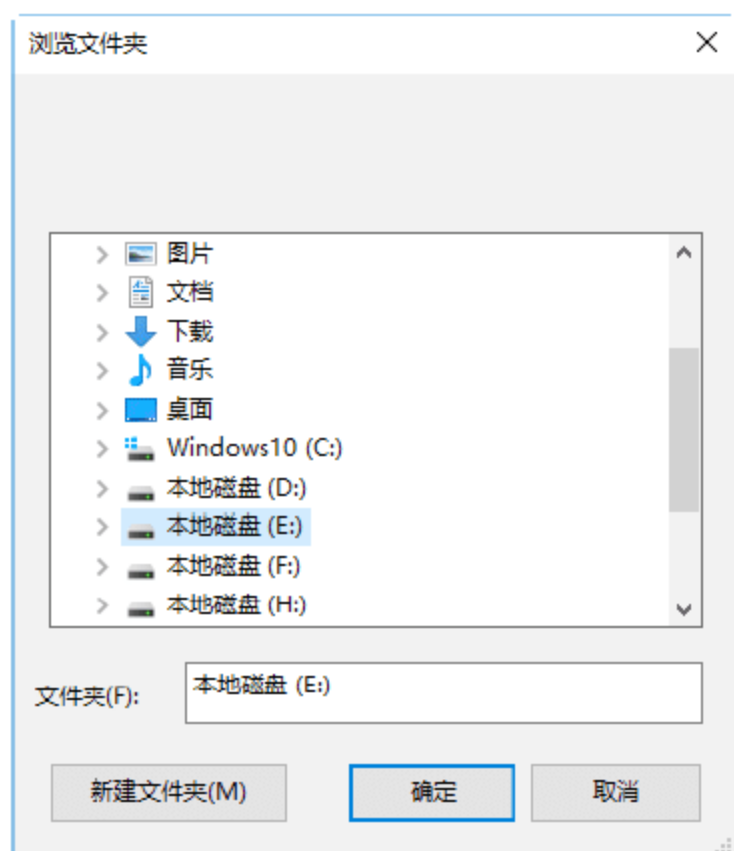 浏览文件夹
图片
文档
下载
音乐
桌面
Windows10 (C:)
本地磁盘 (D:)
本地磁盘 (E:)
本地磁盘 (F:)
本地磁盘 (H:)
文件夹(F):
本地磁盘 (E:)
新建文件夹(M)
确定
取消